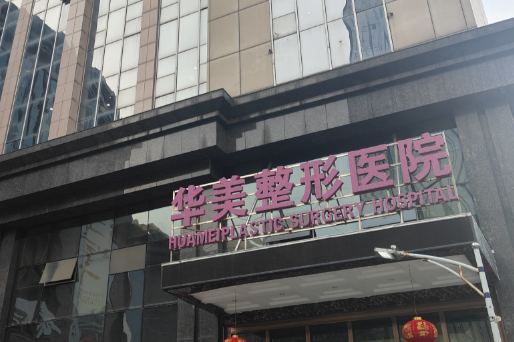 华美整形医院
HUAMEI PLASTIC SURGERY HOSPITAL